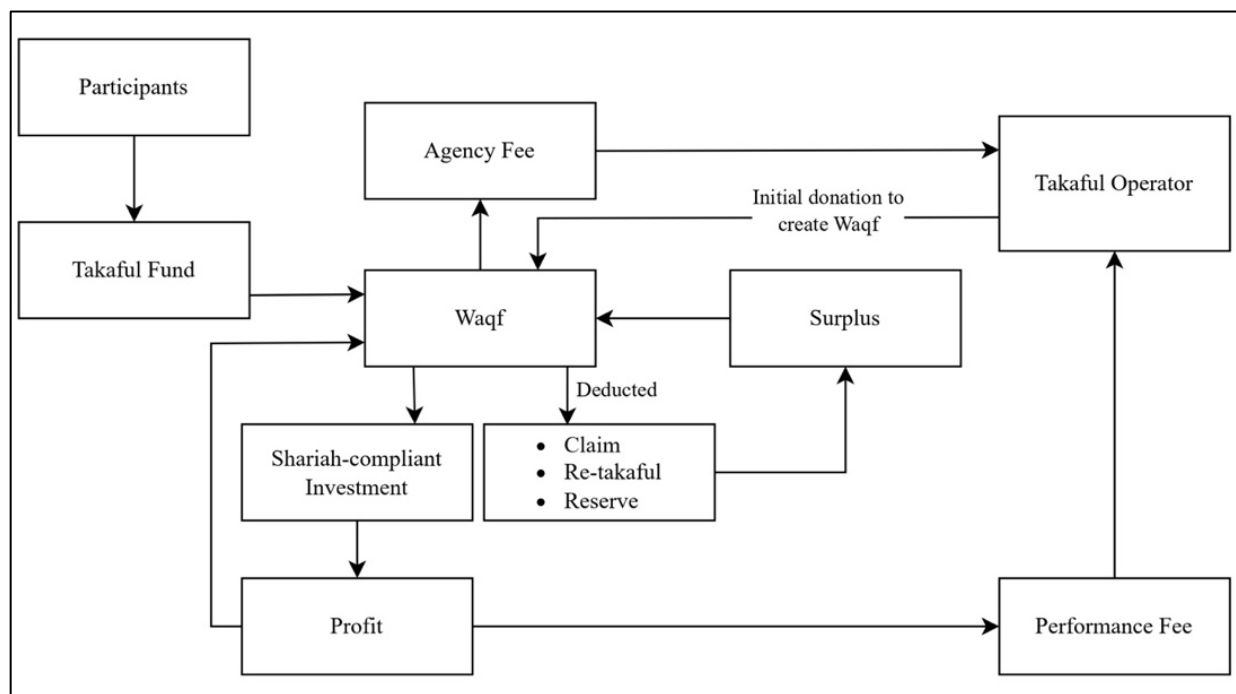 Participants
Agency Fee
Takaful Operator
Initial donation to
create Waqf
Takaful Fund
Waqf
Surplus
Deducted
Shariah-compliant
Investment
• Claim
• Re-takaful
• Reserve
Profit
Performance Fee